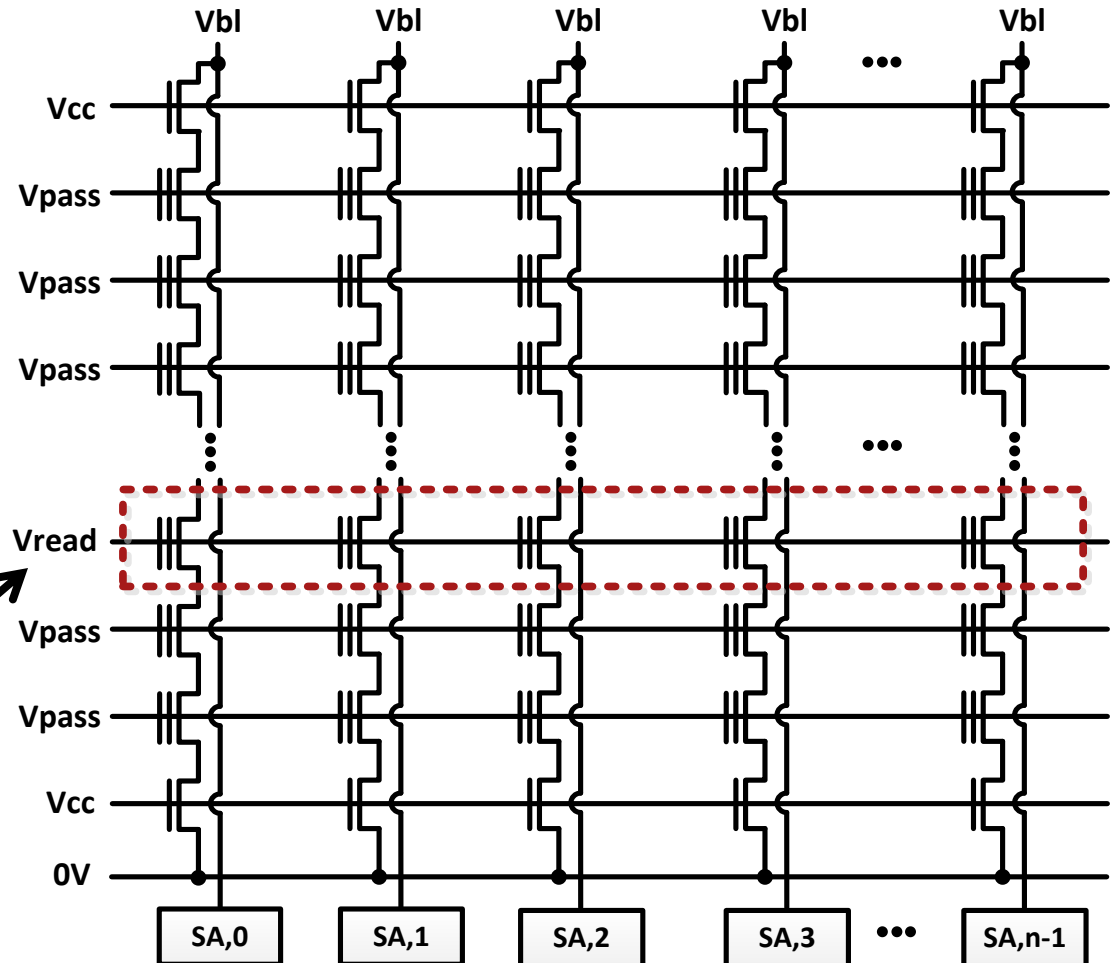 Vbl Vbl Vbl Vbl Vbl
Vcc
Vpass
Vpass
Vpass
Vread
Vpass
Vpass
Vcc
0V
SA,0 SA,1 SA,2 SA,3 SA,n-1